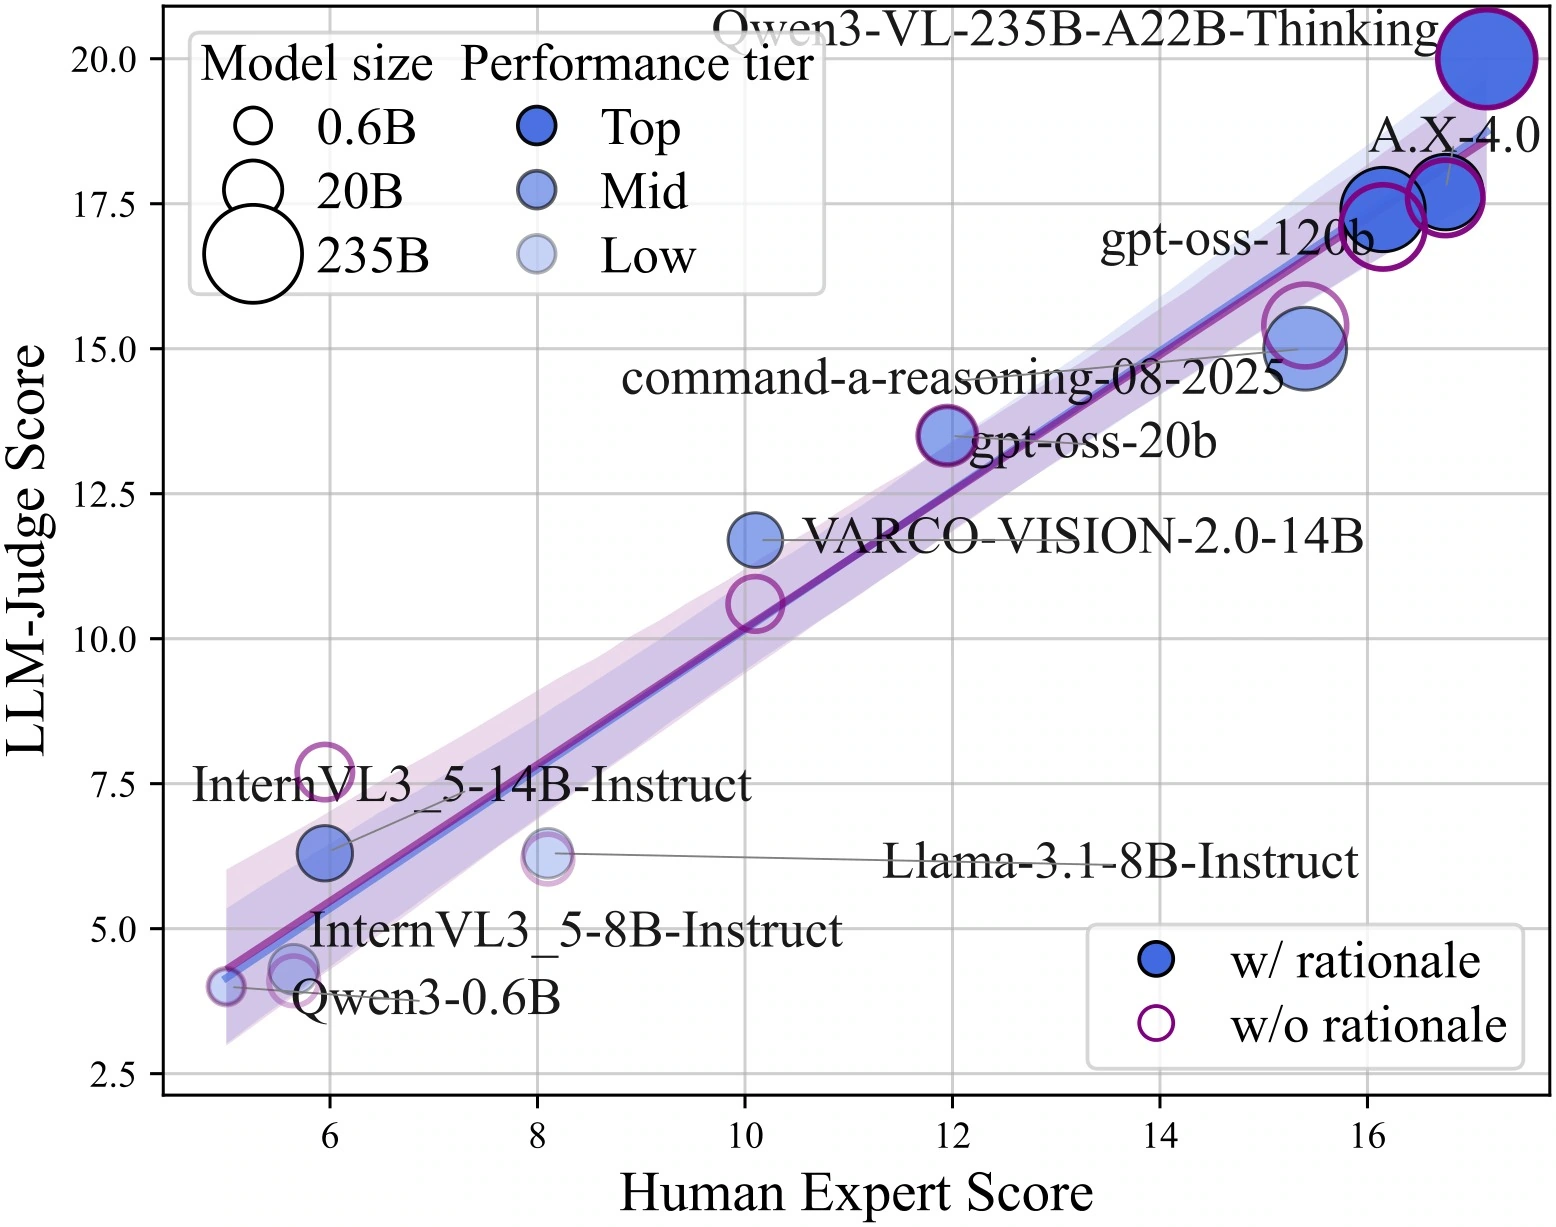 Qwen3-VL-235B-A22B-Thinking
Model size
Performance tier
0.6B
Top
20B
Mid
235B
Low
A.X-4.0
gpt-oss-120b
command-a-reasoning-08-2025
gpt-oss-20b
VARCO-VISION-2.0-14B
InternVL3_5-14B-Instruct
Llama-3.1-8B-Instruct
InternVL3_5-8B-Instruct
Qwen3-0.6B
w/ rationale
w/o rationale
LLM-Judge Score
20.0
17.5
15.0
12.5
10.0
7.5
5.0
2.5
6 8 10 12 14 16
Human Expert Score